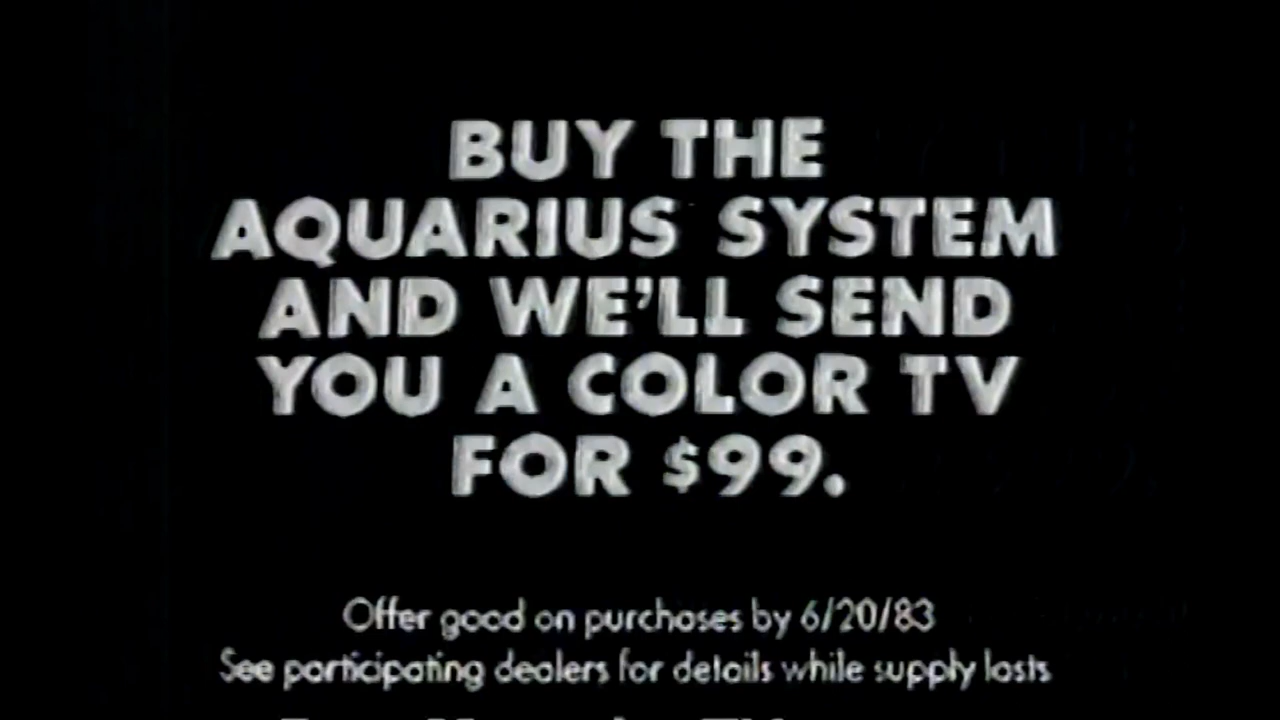 BUY THE
AQUARIUS SYSTEM
AND WE'LL SEND
YOU A COLOR TV
FOR $99.
Offer good on purchases by 6/20/83
See participating dealers for details while supply lasts